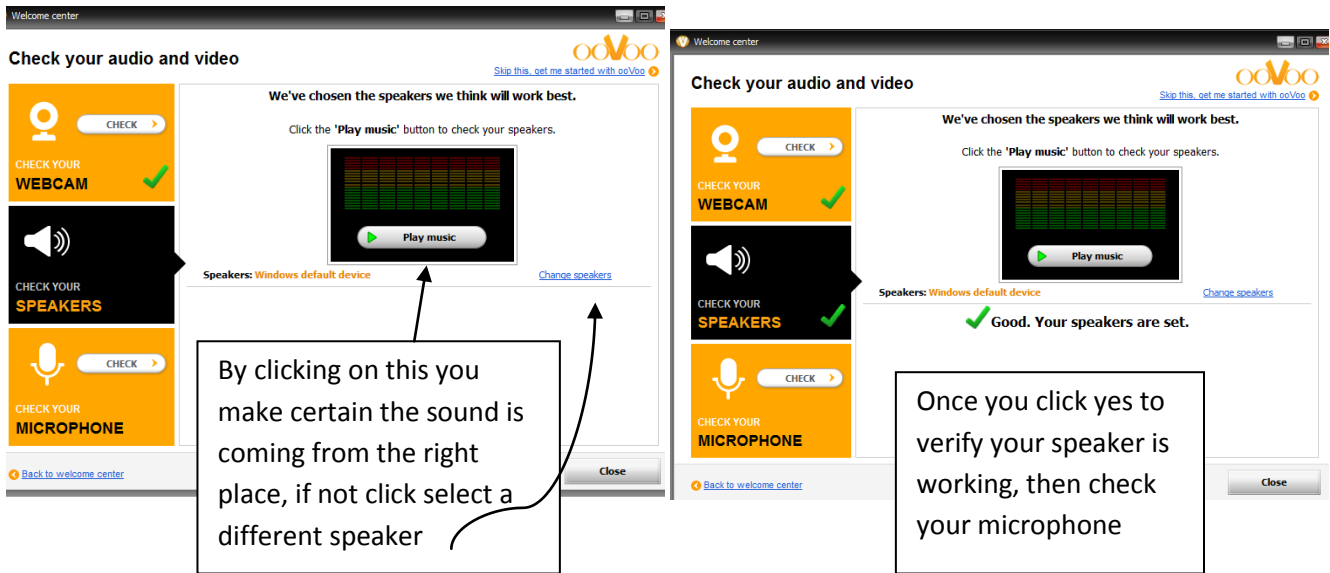 Welcome center
Check your audio and video
ooVoo
Skip this, get me started with ooVoo
We've chosen the speakers we think will work best.
Click the 'Play music' button to check your speakers.
CHECK
CHECK YOUR
WEBCAM
Play music
Speakers: Windows default device
Change speakers
CHECK YOUR
SPEAKERS
CHECK
CHECK YOUR
MICROPHONE
By clicking on this you
make certain the sound is
coming from the right
place, if not click select a
different speaker
Back to welcome center
Close
Welcome center
Check your audio and video
ooVoo
Skip this, get me started with ooVoo
We've chosen the speakers we think will work best.
Click the 'Play music' button to check your speakers.
CHECK
CHECK YOUR
WEBCAM
Play music
Speakers: Windows default device
Change speakers
CHECK YOUR
SPEAKERS
Good. Your speakers are set.
CHECK
CHECK YOUR
MICROPHONE
Once you click yes to
verify your speaker is
working, then check
your microphone
Back to welcome center
Close